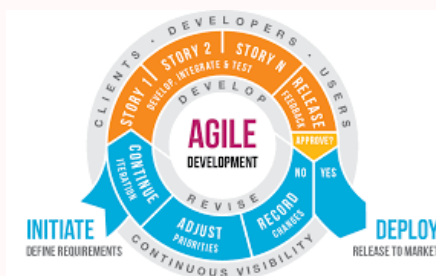 CLIENTS · DEVELOPERS · USERS
STORY 1
STORY 2
STORY N
DEVELOP, INTEGRATE & TEST
RELEASE
FEEDBACK
APPROVE?
NO
YES
DEVELOP
AGILE
DEVELOPMENT
REVISE
CONTINUE
ITERATION
ADJUST
PRIORITIES
RECORD
CHANGES
INITIATE
DEFINE REQUIREMENTS
DEPLOY
RELEASE TO MARKET
CONTINUOUS VISIBILITY